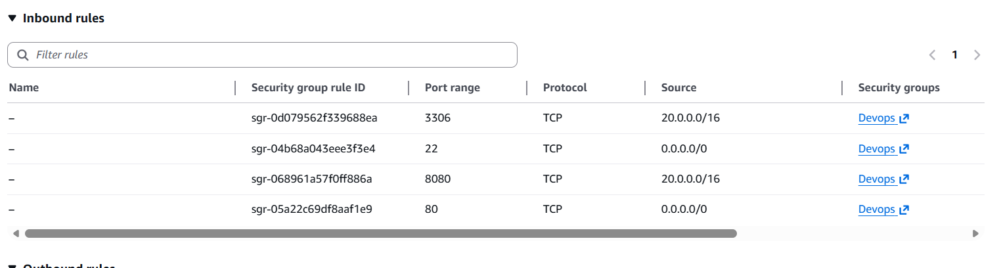 Inbound rules
Filter rules
1
Name Security group rule ID Port range Protocol Source Security groups
– sgr-0d079562f339688ea 3306 TCP 20.0.0.0/16 Devops
– sgr-04b68a043eee3f3e4 22 TCP 0.0.0.0/0 Devops
– sgr-068961a57f0ff886a 8080 TCP 20.0.0.0/16 Devops
– sgr-05a22c69df8aaf1e9 80 TCP 0.0.0.0/0 Devops
Outbound rules